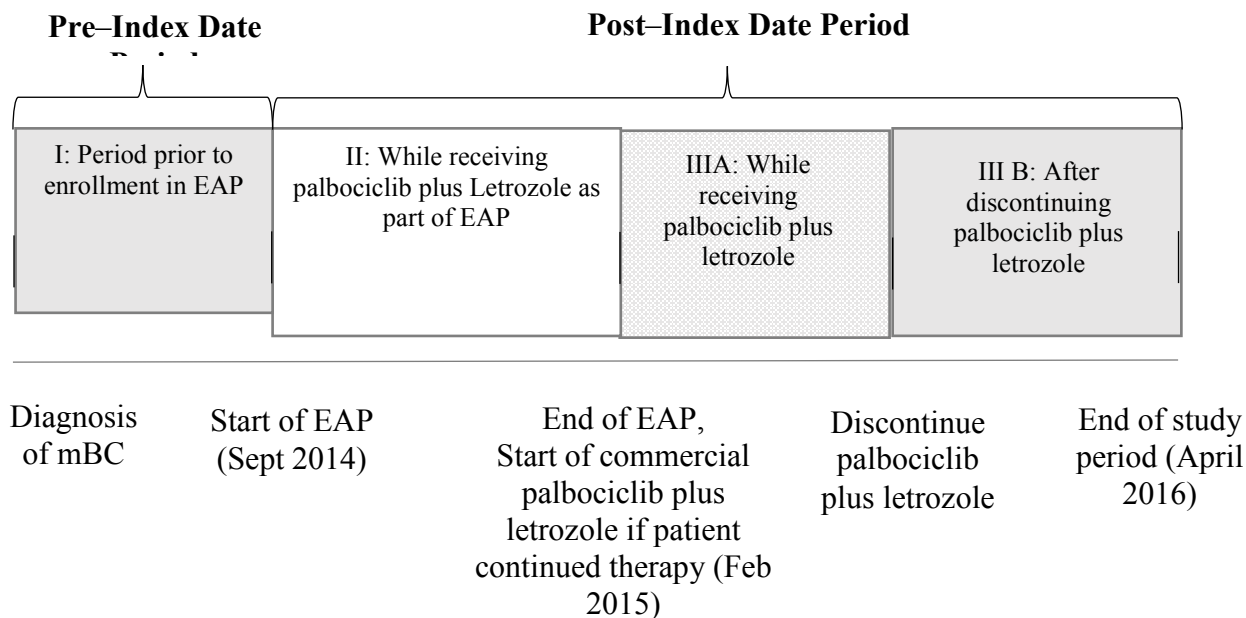 Pre–Index Date
Post–Index Date Period
I: Period prior to
enrollment in EAP
II: While receiving
palbociclib plus Letrozole as
part of EAP
IIIA: While
receiving
palbociclib plus
letrozole
III B: After
discontinuing
palbociclib plus
letrozole
Diagnosis
of mBC
Start of EAP
(Sept 2014)
End of EAP,
Start of commercial
palbociclib plus
letrozole if patient
continued therapy (Feb
2015)
Discontinue
palbociclib
plus letrozole
End of study
period (April
2016)